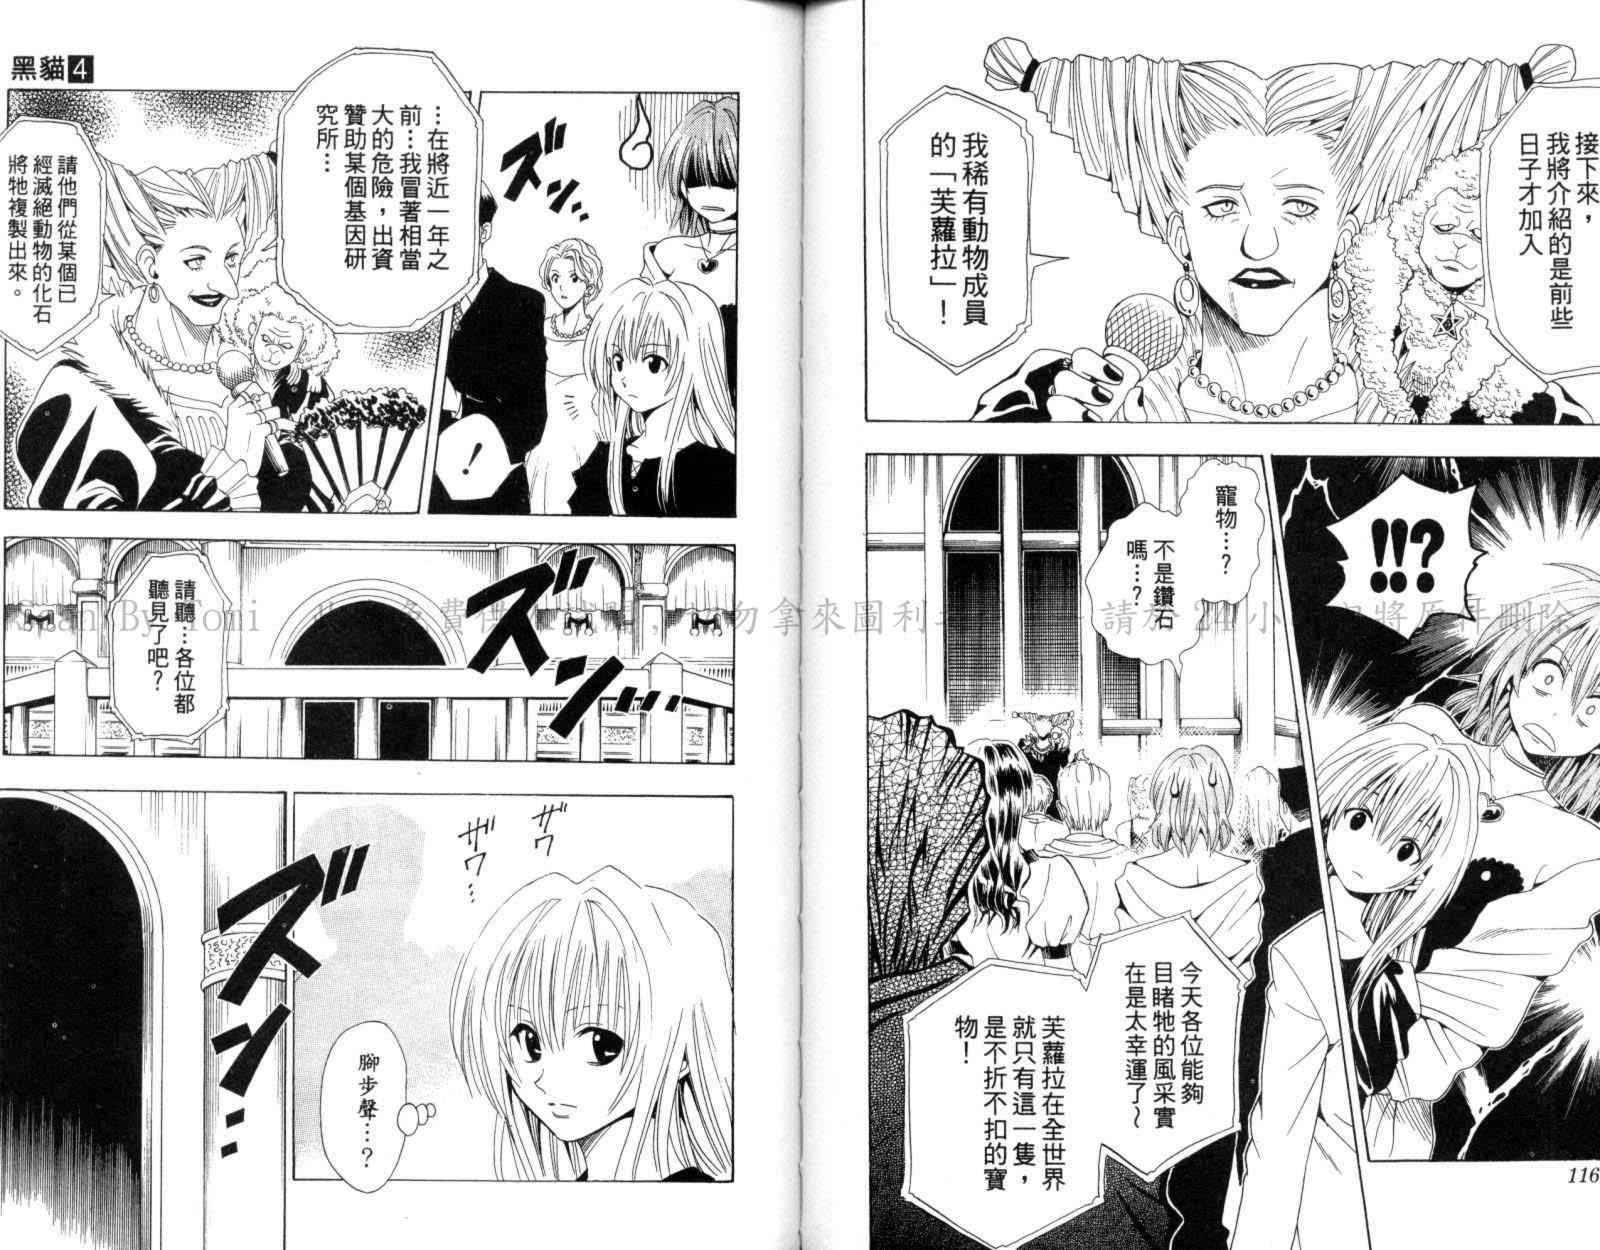 接下來，
我將介紹的是前些
日子才加入
我稀有動物成員
的「芙蘿拉」！
!!?
寵物…？
不是鑽石
嗎…？
今天各位能夠
目睹牠的風采實
在是太幸運了～
芙蘿拉在全世界
就只有這一隻，
是不折不扣的寶
物！
116
黑貓4
ズン…
…在將近一年之
前…我冒著相當
大的危險，出資
贊助某個基因研
究所…
請他們從某個已
經滅絕動物的化石
將牠複製出來。
！
ズズン…
請聽…各位都
聽見了吧？
ザワ
ザワ…
腳步聲…？
ズズン…
Scan By Toni